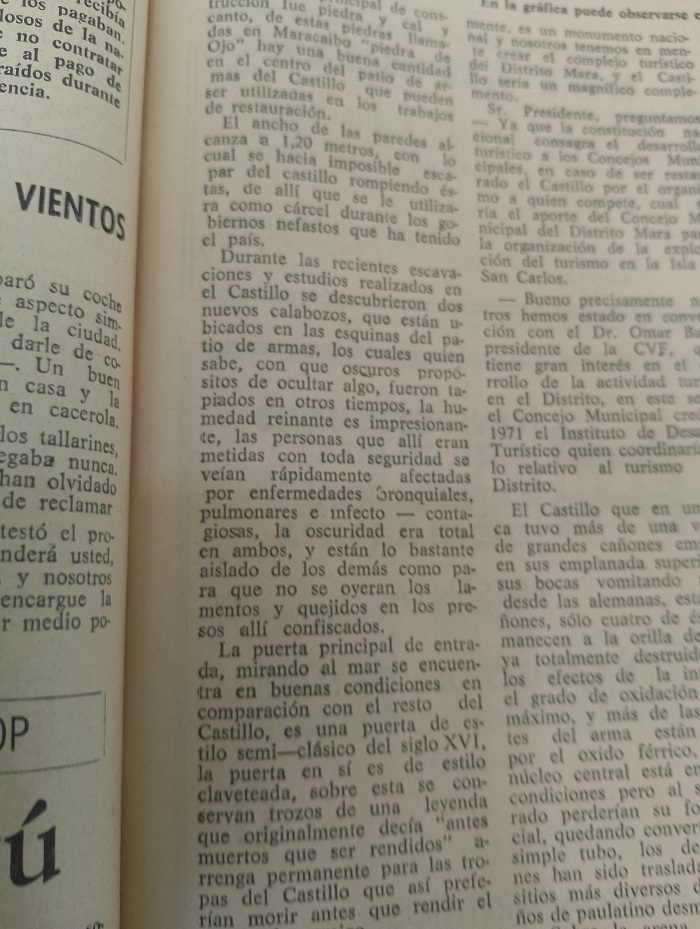 recibía
los pagaban.
losos de la na-
e no contratar
e al pago de
raídos durante
encia.
VIENTOS
paró su coche
aspecto sim-
de la ciudad,
darle de co-
—. Un buen
n casa y la
en cacerola,
los tallarines,
egaba nunca.
han olvidado
de reclamar
testó el pro-
nderá usted,
y nosotros
encargue la
r medio po-
OP
ú
trucción fue piedra y cal y
canto, de estas piedras llama-
das en Maracaibo "piedra de
Ojo" hay una buena cantidad
en el centro del patio de ar-
mas del Castillo que pueden
ser utilizadas en los trabajos
de restauración.
El ancho de las paredes al-
canza a 1,20 metros, con lo
cual se hacia imposible esca-
par del castillo rompiendo és-
tas, de allí que se le utiliza-
ra como cárcel durante los go-
biernos nefastos que ha tenido
el país.
Durante las recientes escava-
ciones y estudios realizados en
el Castillo se descubrieron dos
nuevos calabozos, que están u-
bicados en las esquinas del pa-
tio de armas, los cuales quien
sabe, con que oscuros propó-
sitos de ocultar algo, fueron ta-
piados en otros tiempos, la hu-
medad reinante es impresionan-
te, las personas que allí eran
metidas con toda seguridad se
veían rápidamente afectadas
por enfermedades bronquiales,
pulmonares e infecto — conta-
giosas, la oscuridad era total
en ambos, y están lo bastante
aislado de los demás como pa-
ra que no se oyeran los la-
mentos y quejidos en los pre-
sos allí confiscados.
La puerta principal de entra-
da, mirando al mar se encuen-
tra en buenas condiciones en
comparación con el resto del
Castillo, es una puerta de es-
tilo semi—clásico del siglo XVI,
la puerta en sí es de estilo
claveteada, sobre esta se con-
servan trozos de una leyenda
que originalmente decía "antes
muertos que ser rendidos" a-
rrenga permanente para las tro-
pas del Castillo que así prefe-
rían morir antes que rendir el
En la gráfica puede observarse
mente, es un monumento nacio-
nal y nosotros tenemos en men-
te crear el complejo turístico
del Distrito Mara, y el Casti-
llo sería un magnífico comple-
mento.
Sr. Presidente, preguntamos
— Ya que la constitución
cional consagra el desarroll
turístico a los Concejos Mun
cipales, en caso de ser resta
rado el Castillo por el orga
mo a quien compete, cual
ría el aporte del Concejo M
nicipal del Distrito Mara pa
la organización de la explo
ción del turismo en la Isla
San Carlos.
— Bueno precisamente
tros hemos estado en conve
ción con el Dr. Omar Ba
presidente de la CVF.
tiene gran interés en el
rrollo de la actividad tu
en el Distrito, en este se
el Concejo Municipal cre
1971 el Instituto de Desa
Turístico quien coordinarí
lo relativo al turismo
Distrito.
El Castillo que en un
ca tuvo más de una v
de grandes cañones em
en sus emplanada super
sus bocas vomitando
desde las alemanas, est
ñones, sólo cuatro de
manecen a la orilla de
ya totalmente destruid
los efectos de la in
el grado de oxidación
máximo, y más de las
tes del arma están
por el oxido férrico,
núcleo central está en
condiciones pero al s
rado perderían su fo
cial, quedando conver
simple tubo, los de
nes han sido traslad
sitios más diversos d
ños de paulatino desm